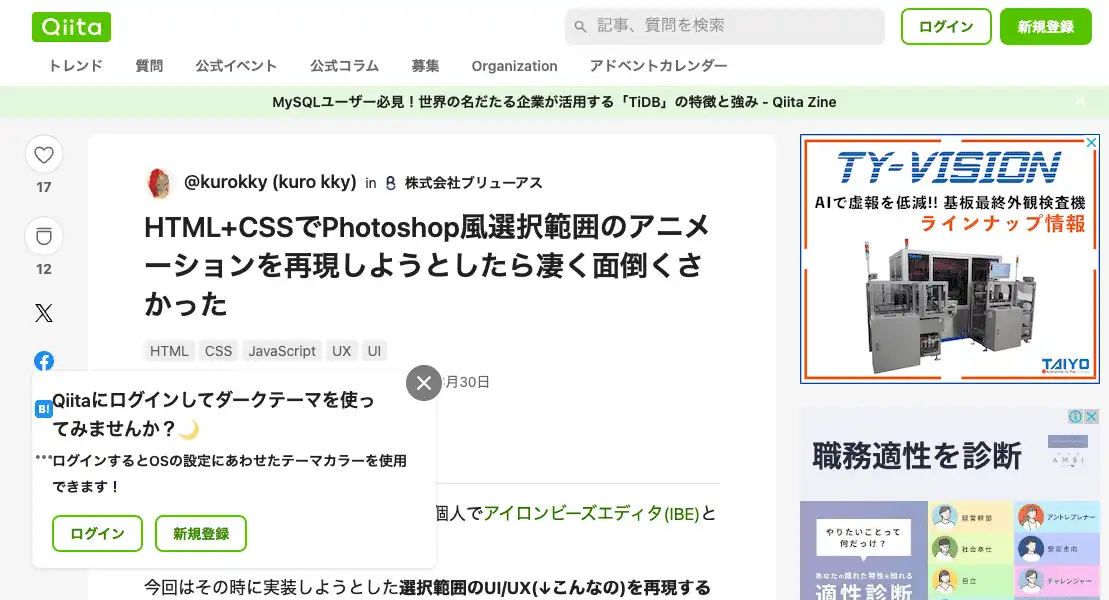 Qiita
記事、質問を検索
ログイン
新規登録
トレンド
質問
公式イベント
公式コラム
募集
Organization
アドベントカレンダー
MySQLユーザー必見！世界の名だたる企業が活用する「TiDB」の特徴と強み - Qiita Zine
17
12
@kurokky (kuro kky) in 株式会社ブリューアス
HTML+CSSでPhotoshop風選択範囲のアニメ
ーションを再現しようとしたら凄く面倒くさ
かった
HTML
CSS
JavaScript
UX
UI
月30日
B!
Qiitaにログインしてダークテーマを使っ
てみませんか？🌙
ログインするとOSの設定にあわせたテーマカラーを使用
できます！
ログイン
新規登録
個人でアイロンビーズエディタ(IBE)と
今回はその時に実装しようとした選択範囲のUI/UX(↓こんなの)を再現する
TY-VISION
AIで虚報を低減!! 基板最終外観検査機
ラインナップ情報
TAIYO
職務適性を診断
AMBI
やりたいことって
何だっけ？
あなたの隠れた特性を知れる
適性診断
経営幹部
アントレプレナー
社会奉仕
安定志向
自立
チャレンジャー